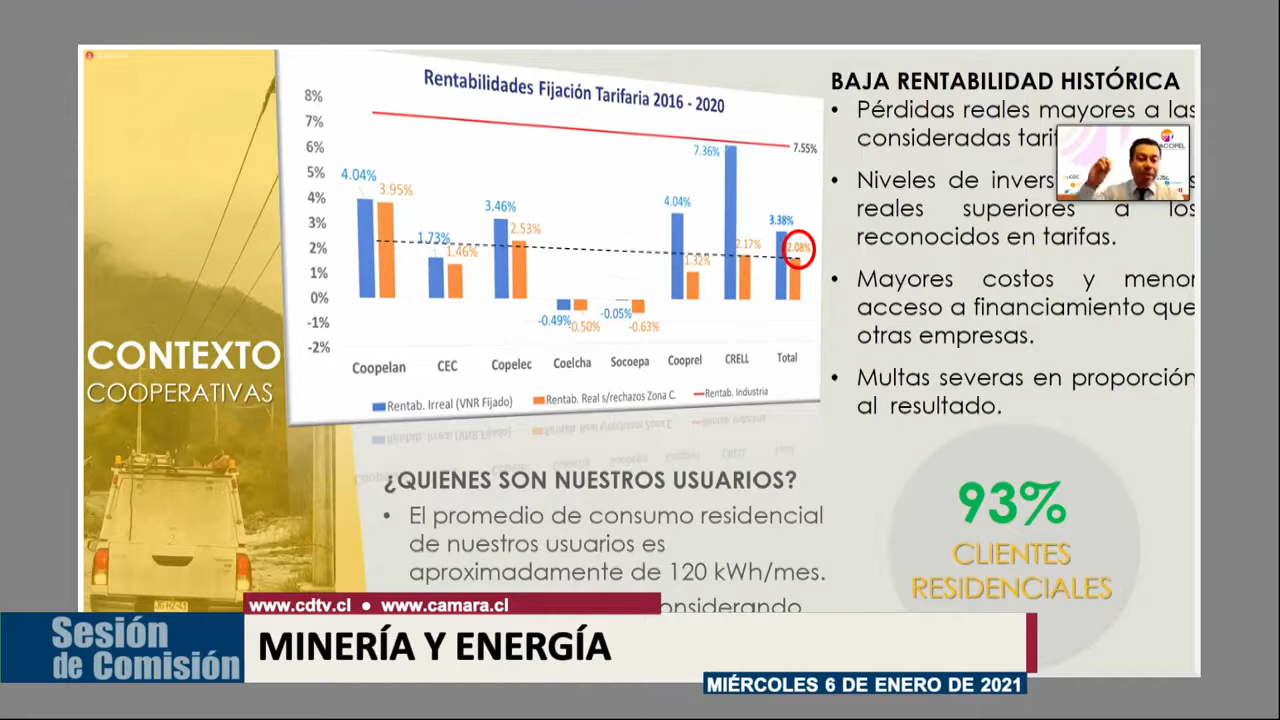 Rentabilidades Fijación Tarifaria 2016 - 2020
8%
7%
6%
5%
4%
3%
2%
1%
0%
-1%
-2%
4.04%
3.95%
1.73%
1.46%
3.46%
2.53%
-0.49%
-0.50%
-0.05%
-0.63%
4.04%
1.32%
7.36%
2.17%
3.38%
2.08%
7.55%
Coopelan
CEC
Copelec
Coelcha
Socoepa
Cooprel
CRELL
Total
Rentab. Irreal (VNR Fijado)
Rentab. Real s/rechazos Zona C.
Rentab. Industria
BAJA RENTABILIDAD HISTÓRICA
• Pérdidas reales mayores a las
consideradas
• Niveles de
reales superiores a los
reconocidos en tarifas.
• Mayores costos y menor
acceso a financiamiento que
otras empresas.
• Multas severas en proporción
al resultado.
CONTEXTO
COOPERATIVAS
¿QUIENES SON NUESTROS USUARIOS?
• El promedio de consumo residencial
de nuestros usuarios es
aproximadamente de 120 kWh/mes.
93%
CLIENTES
RESIDENCIALES
www.cdtv.cl • www.camara.cl
Sesión
de Comisión
MINERÍA Y ENERGÍA
MIÉRCOLES 6 DE ENERO DE 2021